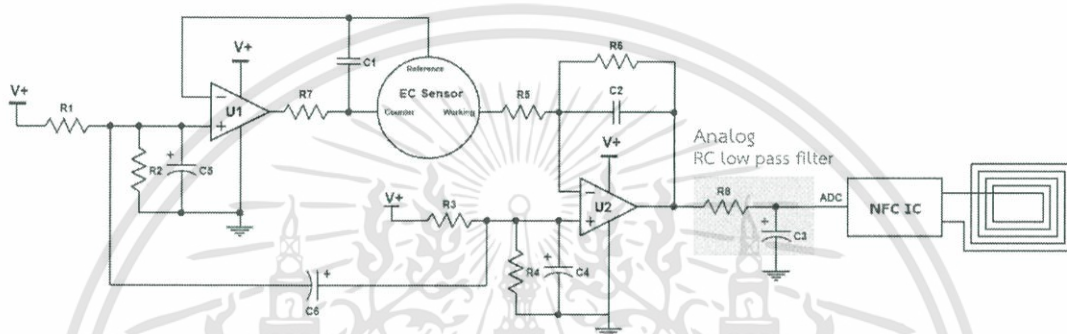 V+
R1
R2
C5
V+
U1
R7
C1
Reference
EC Sensor
Counter
Working
R5
R6
C2
V+
U2
V+
R3
R4
C4
C6
Analog
RC low pass filter
R8
C3
ADC
NFC IC